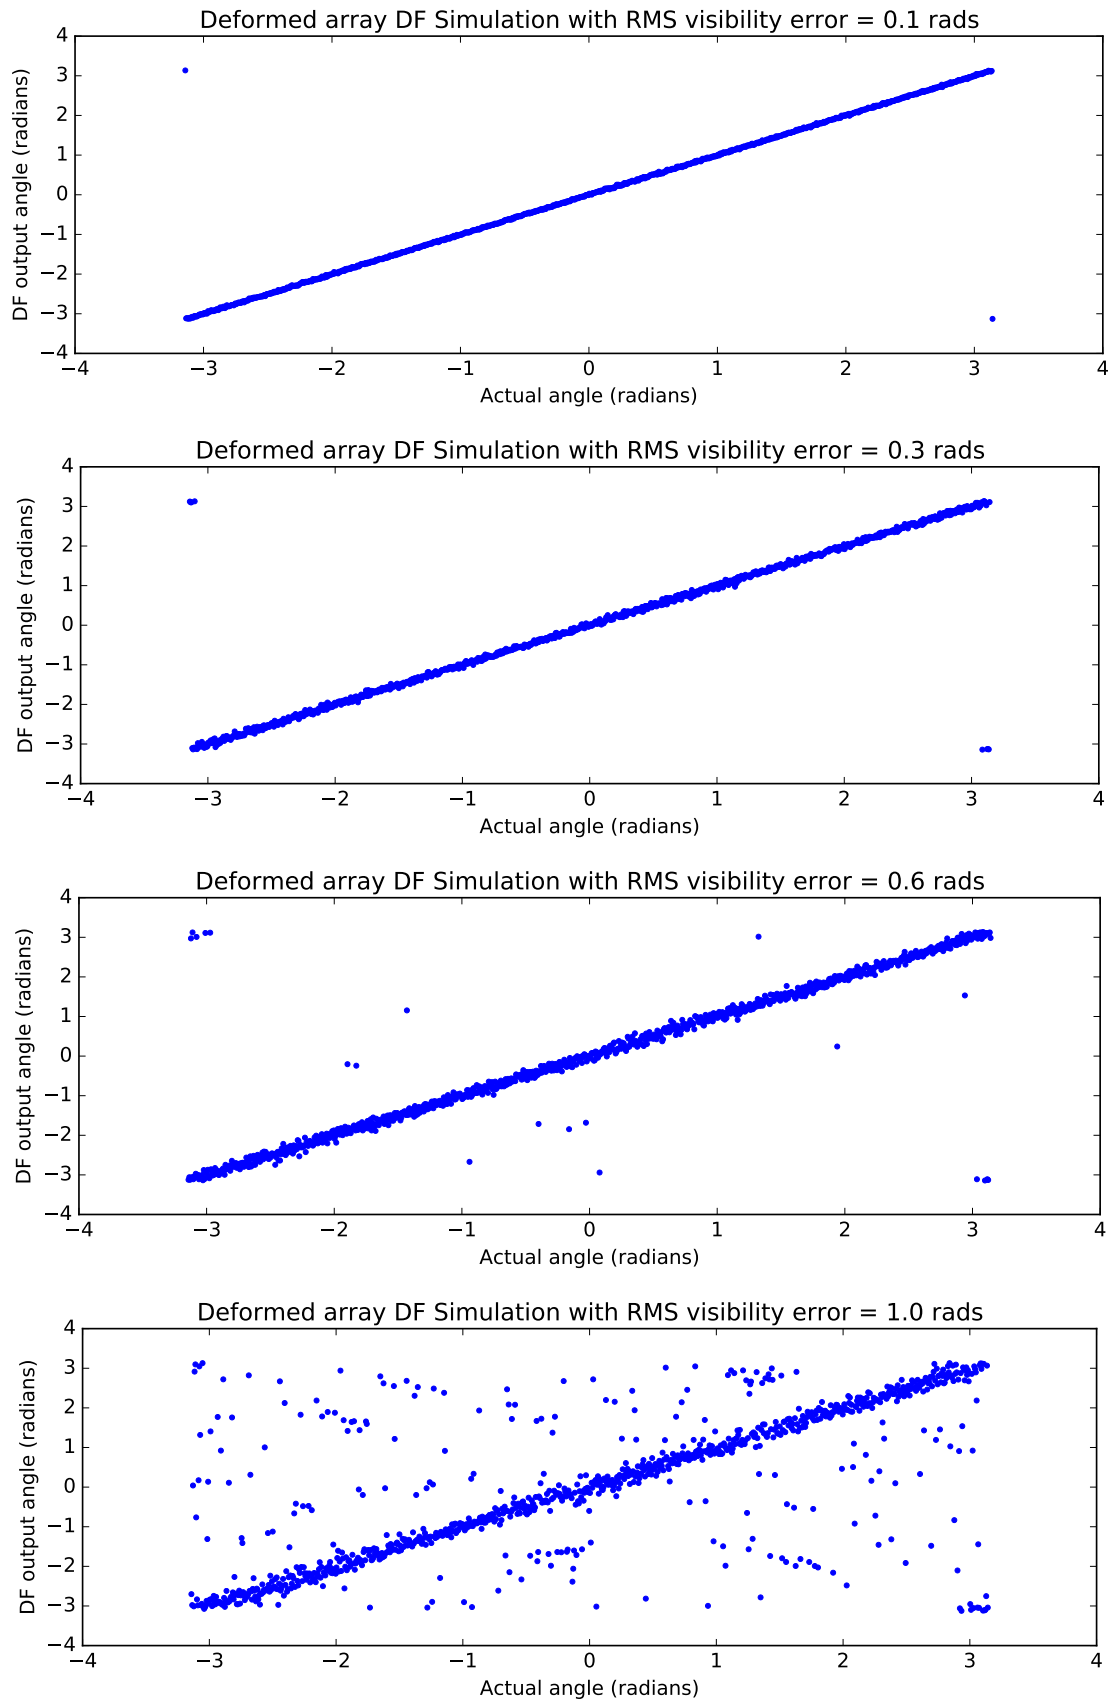 Deformed array DF Simulation with RMS visibility error = 0.1 rads
4
3
2
1
0
−1
−2
−3
−4
DF output angle (radians)
−4 −3 −2 −1 0 1 2 3 4
Actual angle (radians)
Deformed array DF Simulation with RMS visibility error = 0.3 rads
4
3
2
1
0
−1
−2
−3
−4
DF output angle (radians)
−4 −3 −2 −1 0 1 2 3 4
Actual angle (radians)
Deformed array DF Simulation with RMS visibility error = 0.6 rads
4
3
2
1
0
−1
−2
−3
−4
DF output angle (radians)
−4 −3 −2 −1 0 1 2 3 4
Actual angle (radians)
Deformed array DF Simulation with RMS visibility error = 1.0 rads
4
3
2
1
0
−1
−2
−3
−4
DF output angle (radians)
−4 −3 −2 −1 0 1 2 3 4
Actual angle (radians)